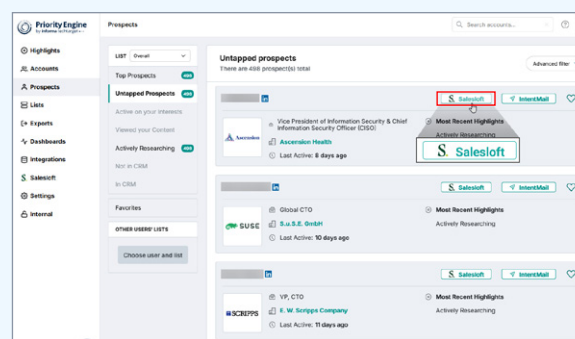 Priority Engine
by Informa TechTarget
Prospects
Search accounts...
Highlights
Accounts
Prospects
Lists
Exports
Dashboards
Integrations
Salesloft
Settings
Internal
LIST
Overall
Top Prospects
Untapped Prospects
Active on your Interests
Viewed your Content
Actively Researching
Not in CRM
In CRM
Favorites
OTHER USERS' LISTS
Choose user and list
Untapped prospects
There are 498 prospect(s) total
Advanced filter
Salesloft
IntentMail
Ascension
Vice President of Information Security & Chief
Information Security Officer (CISO)
Ascension Health
Last Active: 8 days ago
Most Recent Highlights
Actively Researching
Salesloft
Salesloft
IntentMail
SUSE
Global CTO
S.u.S.E. GmbH
Last Active: 10 days ago
Most Recent Highlights
Actively Researching
Salesloft
IntentMail
SCRIPPS
VP, CTO
E. W. Scripps Company
Last Active: 11 days ago
Most Recent Highlights
Actively Researching